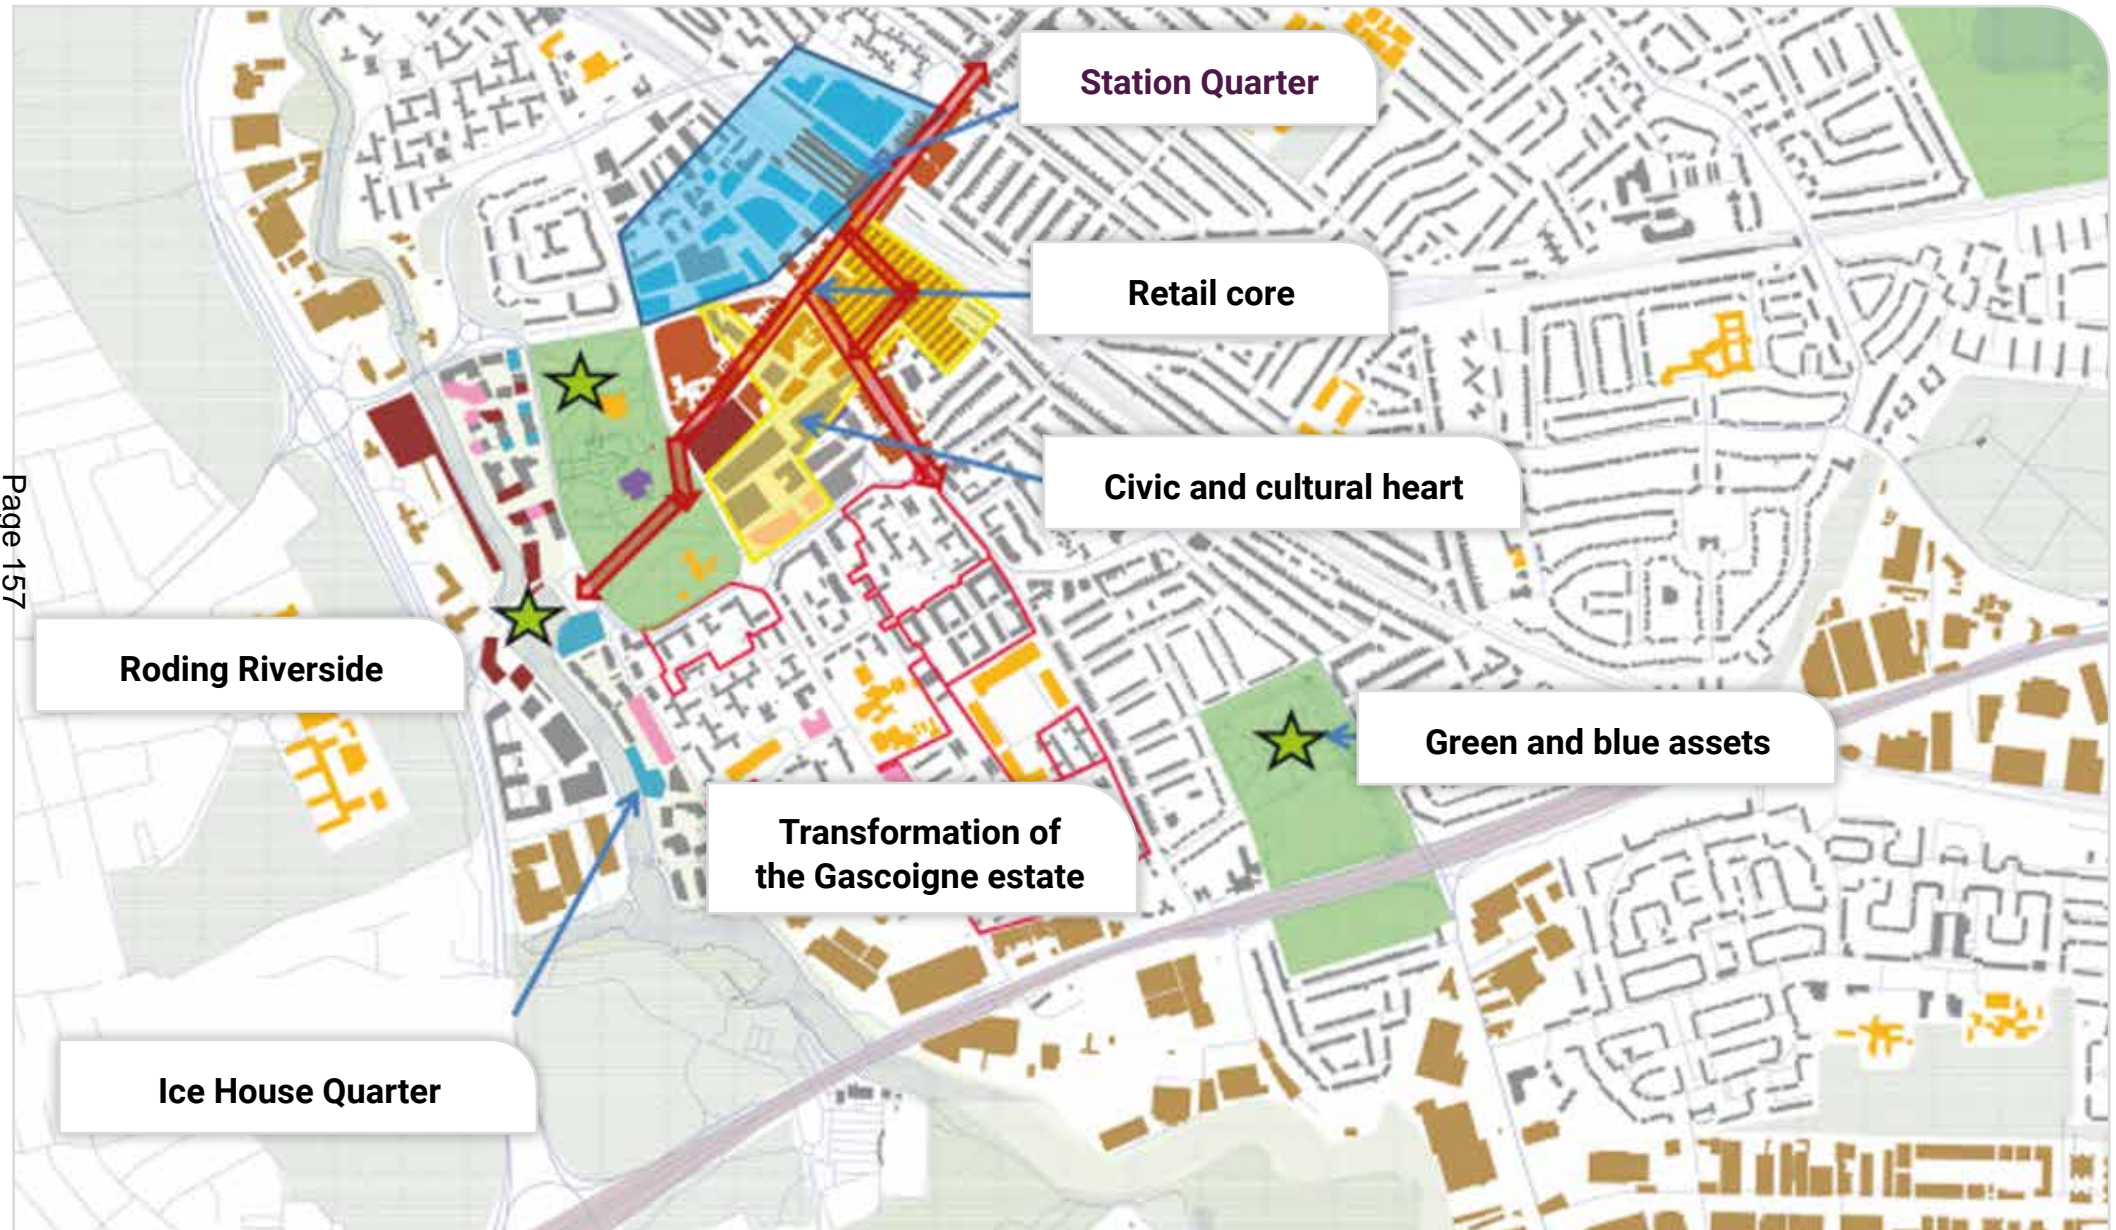 Station Quarter
Retail core
Civic and cultural heart
Page 157
Roding Riverside
Green and blue assets
Transformation of
the Gascoigne estate
Ice House Quarter